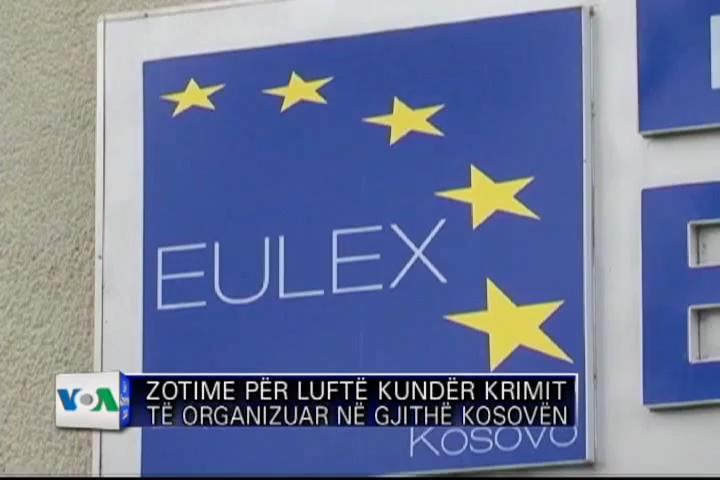 EULEX
VOA
ZOTIME PËR LUFTË KUNDËR KRIMIT
TË ORGANIZUAR NË GJITHË KOSOVËN
Kosovo